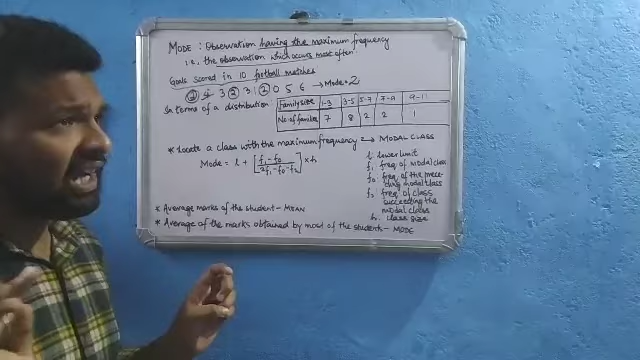 MODE: Observation having the maximum frequency
i.e, the observation which occurs most often.
Goals scored in 10 football matches
3 2 3 1 2 0 5 6 → Mode = 2
In terms of a distribution:
Family size 1-3 3-5 5-7 7-9 9-11
No. of families 7 8 2 2 1
* Locate a class with the maximum frequency → MODAL CLASS
Mode = l + [f₁-f₀ / 2f₁-f₀-f₂] × h
l: lower limit
f₁: freq of modal class
f₀: freq. of the prece-
ding modal class
f₂: freq of class
succeeding the
modal class
h: class size
* Average marks of the student - MEAN
* Average of the marks obtained by most of the students - MODE